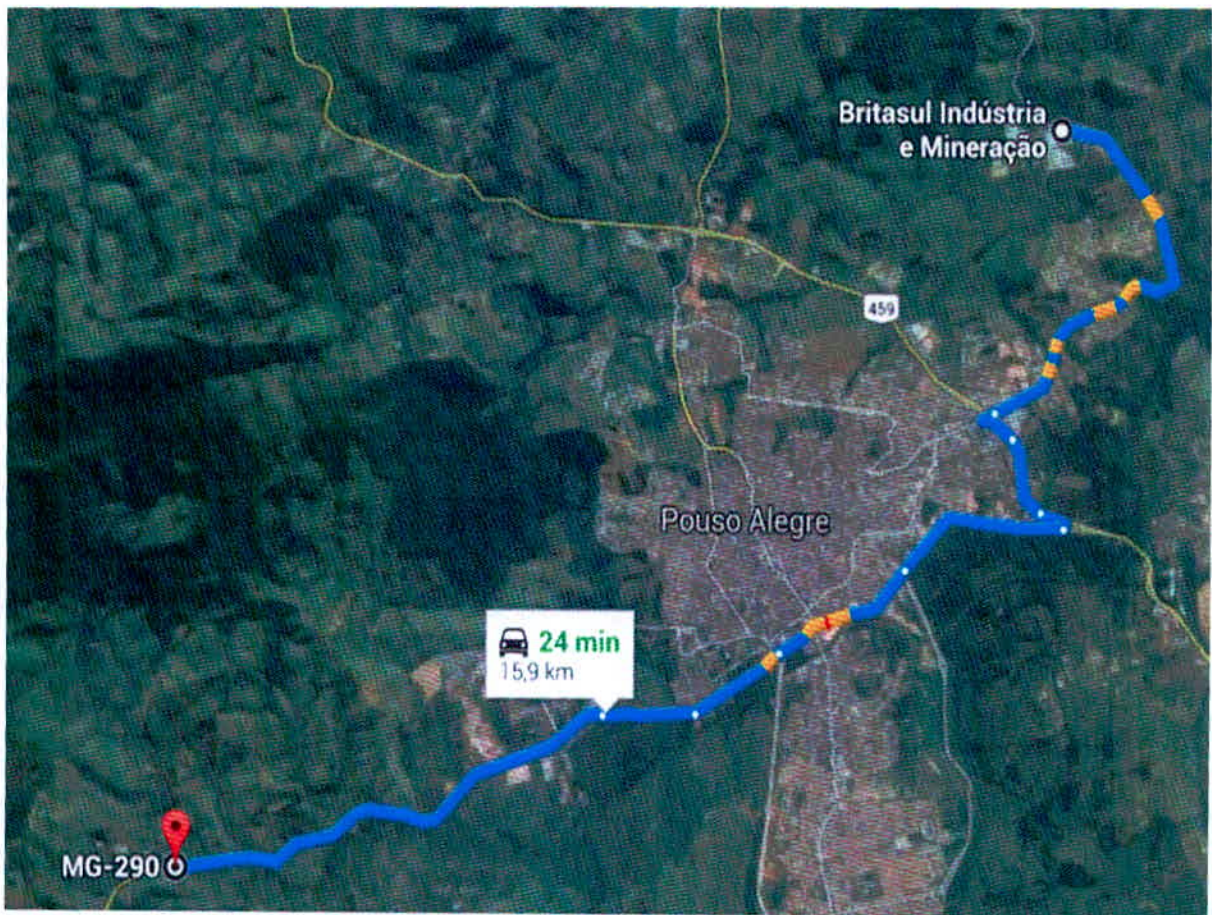 Britasul Indústria
e Mineração
459
Pouso Alegre
24 min
15,9 km
MG-290